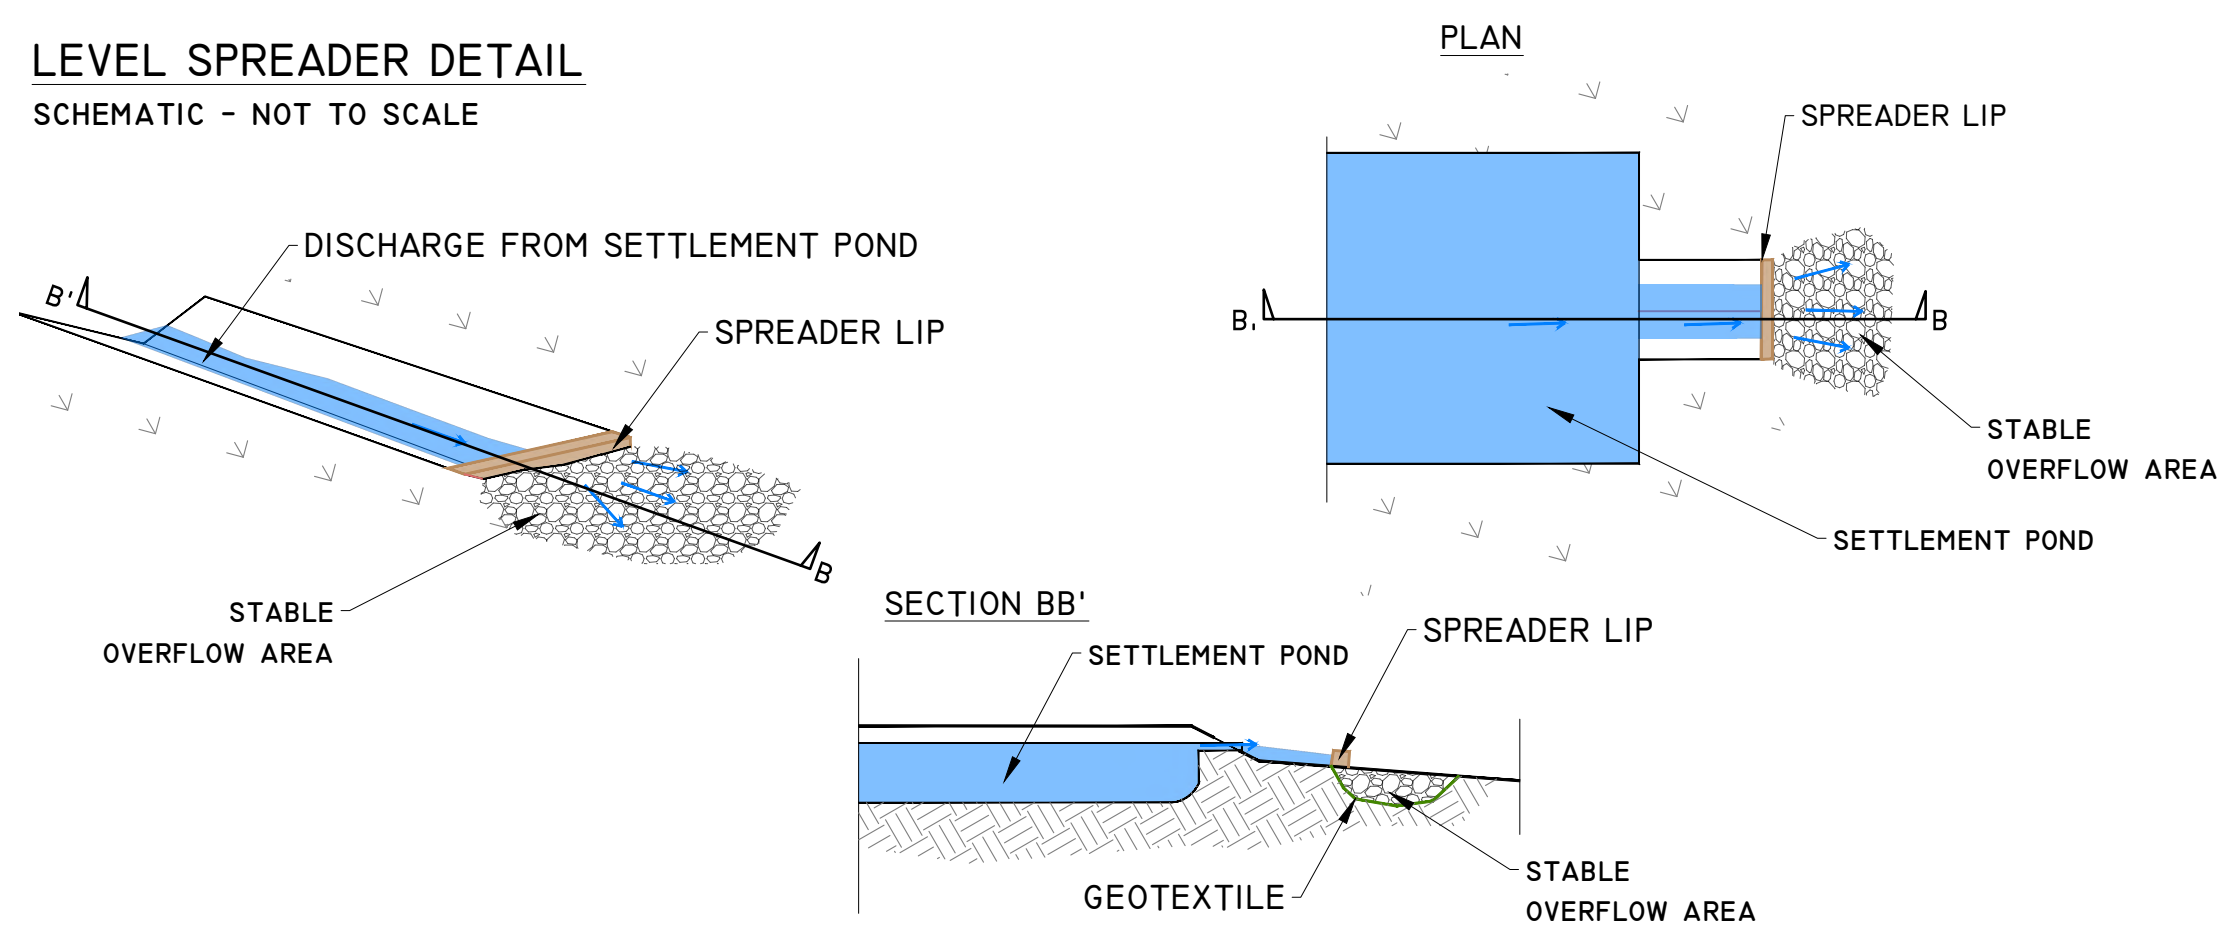 LEVEL SPREADER DETAIL
SCHEMATIC - NOT TO SCALE
DISCHARGE FROM SETTLEMENT POND
B'
SPREADER LIP
B
STABLE
OVERFLOW AREA
PLAN
SPREADER LIP
B'
B
STABLE
OVERFLOW AREA
SETTLEMENT POND
SECTION BB'
SPREADER LIP
SETTLEMENT POND
GEOTEXTILE
STABLE
OVERFLOW AREA